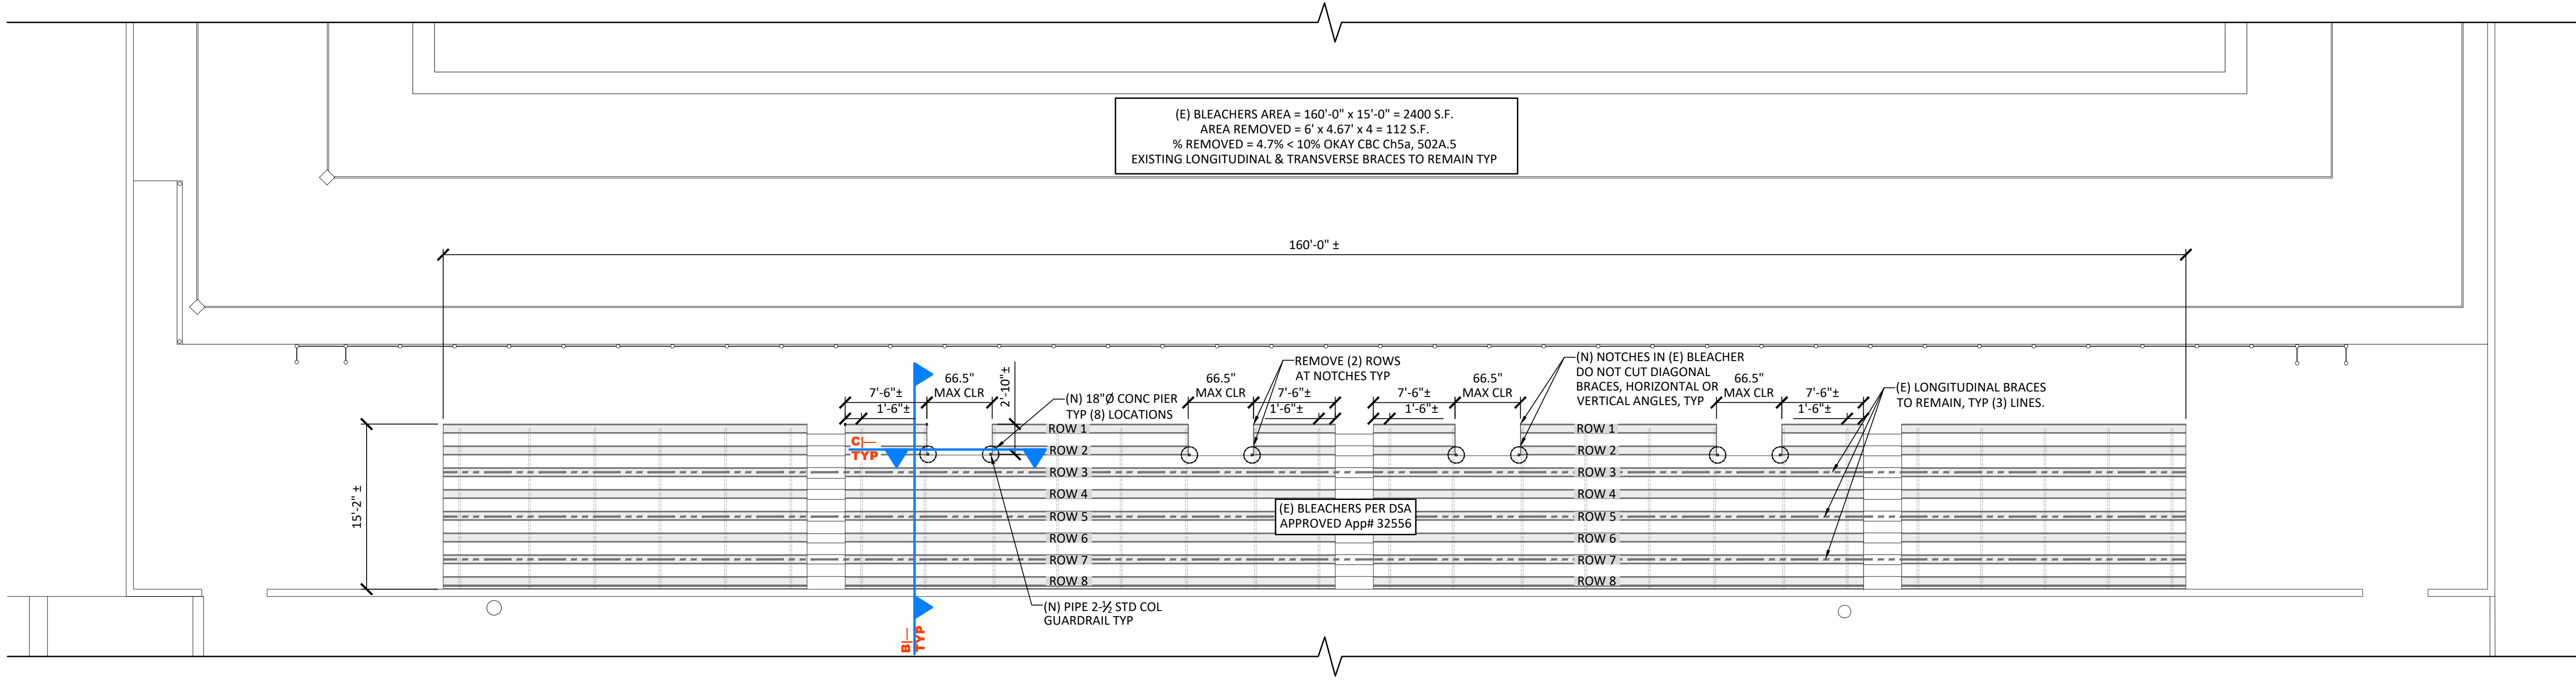 (E) BLEACHERS AREA = 160'-0" x 15'-0" = 2400 S.F.
AREA REMOVED = 6' x 4.67' x 4 = 112 S.F.
% REMOVED = 4.7% < 10% OKAY CBC Ch5a, 502A.5
EXISTING LONGITUDINAL & TRANSVERSE BRACES TO REMAIN TYP
160'-0" ±
7'-6"±
1'-6"±
66.5"
MAX CLR
2'-10"±
(N) 18"Ø CONC PIER
TYP (8) LOCATIONS
66.5"
MAX CLR
REMOVE (2) ROWS
AT NOTCHES TYP
7'-6"±
1'-6"±
7'-6"±
1'-6"±
66.5"
MAX CLR
(N) NOTCHES IN (E) BLEACHER
DO NOT CUT DIAGONAL
BRACES, HORIZONTAL OR
VERTICAL ANGLES, TYP
66.5"
MAX CLR
7'-6"±
1'-6"±
(E) LONGITUDINAL BRACES
TO REMAIN, TYP (3) LINES.
15'-2" ±
C|—
TYP
ROW 1
ROW 2
ROW 3
ROW 4
ROW 5
ROW 6
ROW 7
ROW 8
(E) BLEACHERS PER DSA
APPROVED App# 32556
ROW 1
ROW 2
ROW 3
ROW 4
ROW 5
ROW 6
ROW 7
ROW 8
(N) PIPE 2-½ STD COL
GUARDRAIL TYP
B|—
TYP